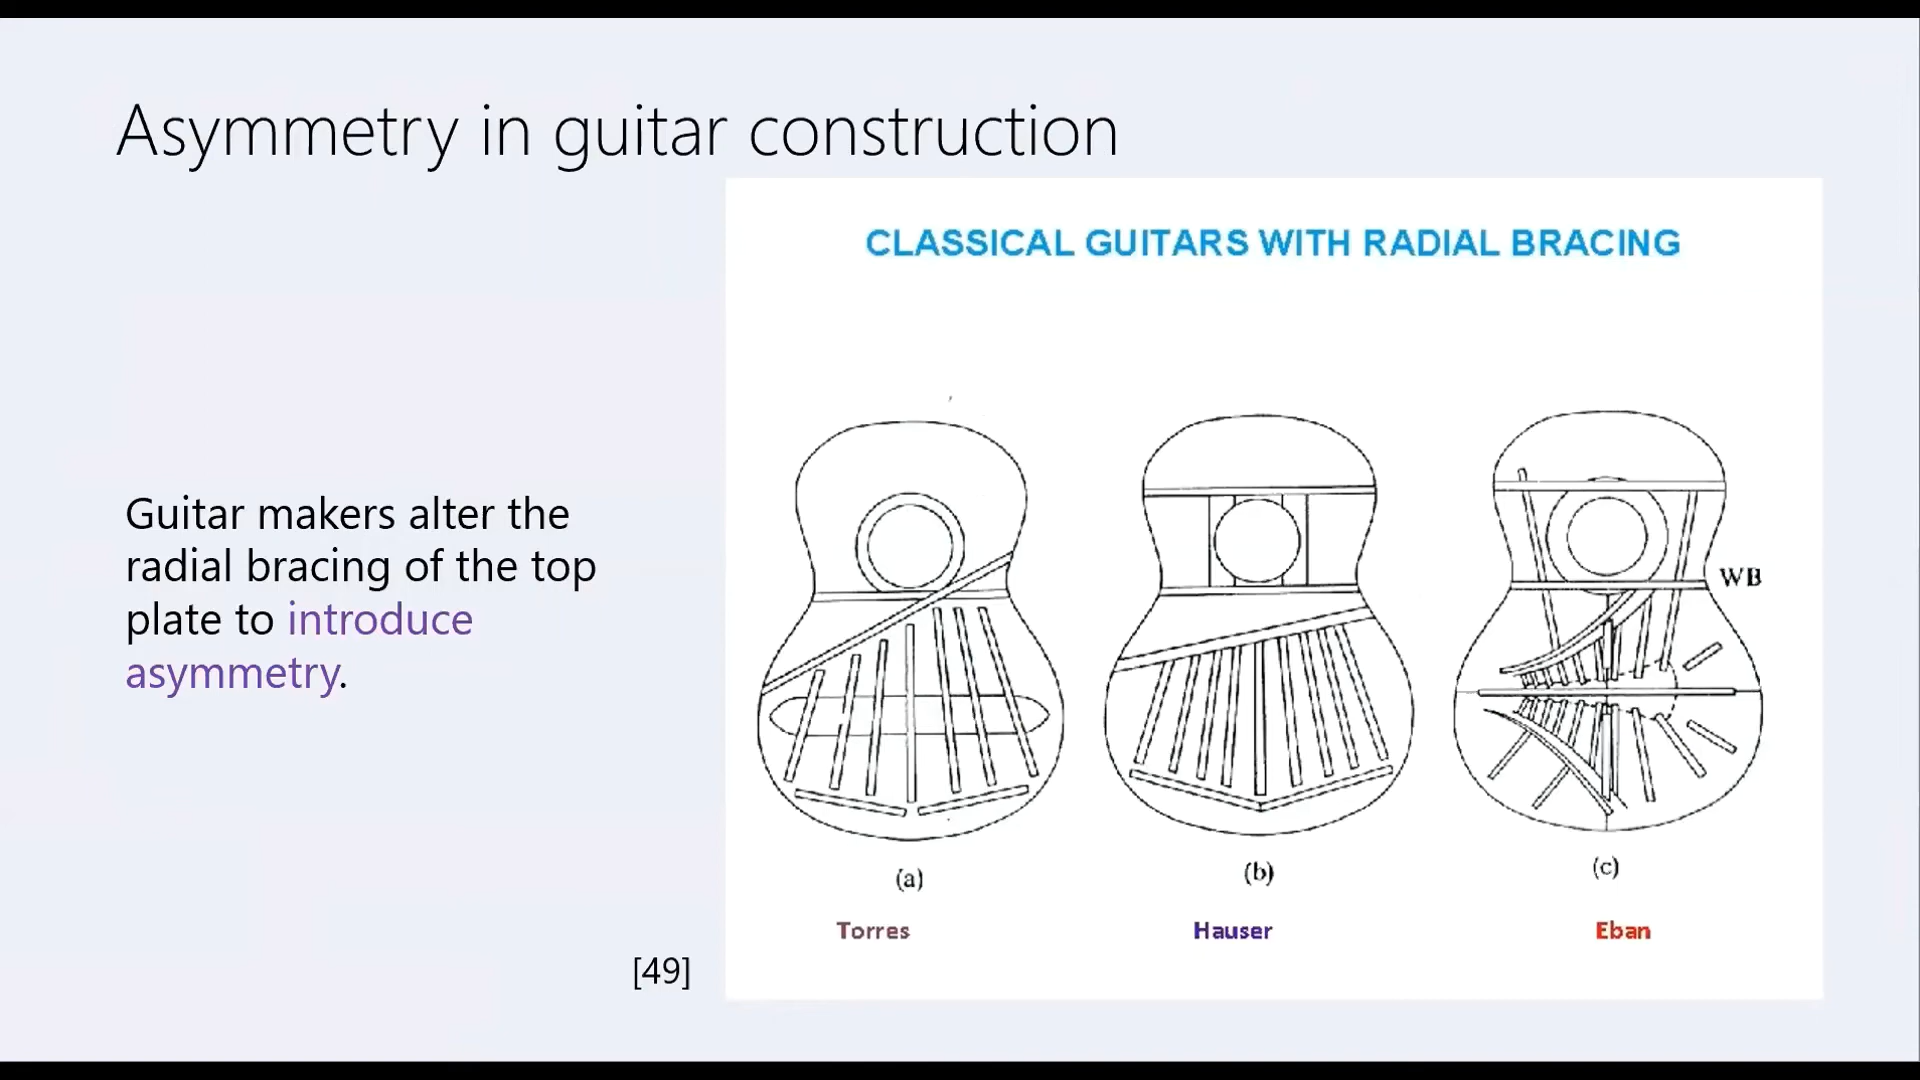 Asymmetry in guitar construction
CLASSICAL GUITARS WITH RADIAL BRACING
Guitar makers alter the
radial bracing of the top
plate to introduce
asymmetry.
WB
(a)
(b)
(c)
Torres
Hauser
Eban
[49]